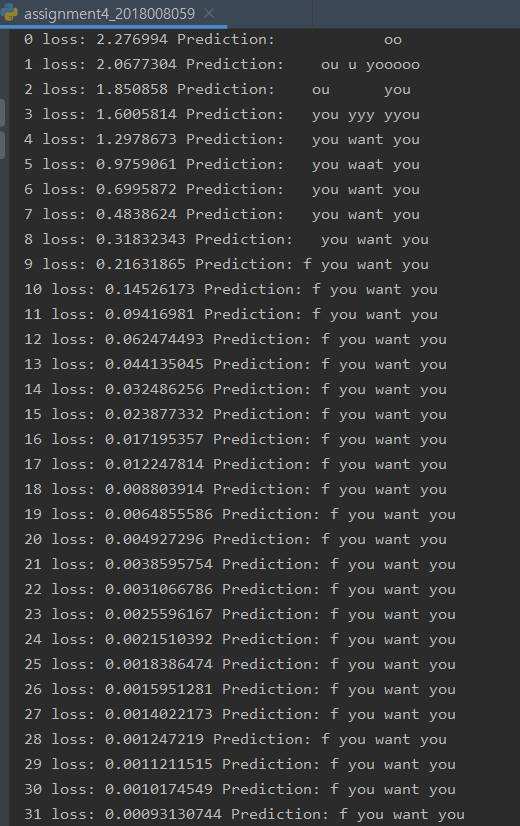 assignment4_2018008059
0 loss: 2.276994 Prediction:            oo
1 loss: 2.0677304 Prediction:    ou u yooooo
2 loss: 1.850858 Prediction:    ou      you
3 loss: 1.6005814 Prediction:   you yyy yyou
4 loss: 1.2978673 Prediction:   you want you
5 loss: 0.9759061 Prediction:   you waat you
6 loss: 0.6995872 Prediction:   you want you
7 loss: 0.4838624 Prediction:   you want you
8 loss: 0.31832343 Prediction:   you want you
9 loss: 0.21631865 Prediction: f you want you
10 loss: 0.14526173 Prediction: f you want you
11 loss: 0.09416981 Prediction: f you want you
12 loss: 0.062474493 Prediction: f you want you
13 loss: 0.044135045 Prediction: f you want you
14 loss: 0.032486256 Prediction: f you want you
15 loss: 0.023877332 Prediction: f you want you
16 loss: 0.017195357 Prediction: f you want you
17 loss: 0.012247814 Prediction: f you want you
18 loss: 0.008803914 Prediction: f you want you
19 loss: 0.0064855586 Prediction: f you want you
20 loss: 0.004927296 Prediction: f you want you
21 loss: 0.0038595754 Prediction: f you want you
22 loss: 0.0031066786 Prediction: f you want you
23 loss: 0.0025596167 Prediction: f you want you
24 loss: 0.0021510392 Prediction: f you want you
25 loss: 0.0018386474 Prediction: f you want you
26 loss: 0.0015951281 Prediction: f you want you
27 loss: 0.0014022173 Prediction: f you want you
28 loss: 0.001247219 Prediction: f you want you
29 loss: 0.0011211515 Prediction: f you want you
30 loss: 0.0010174549 Prediction: f you want you
31 loss: 0.00093130744 Prediction: f you want you